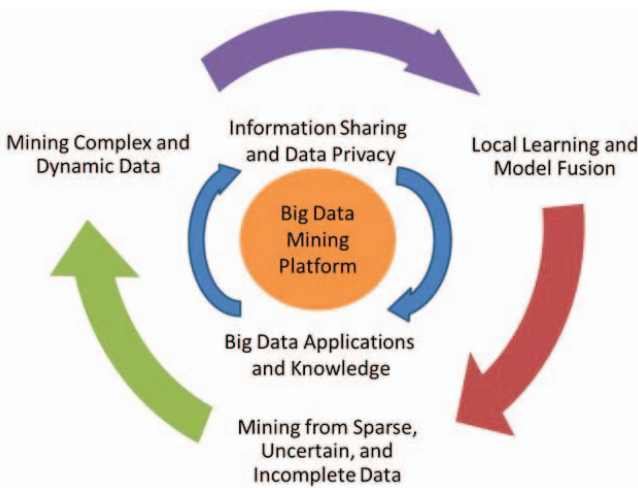 Information Sharing
and Data Privacy
Mining Complex and
Dynamic Data
Local Learning and
Model Fusion
Big Data
Mining
Platform
Big Data Applications
and Knowledge
Mining from Sparse,
Uncertain, and
Incomplete Data